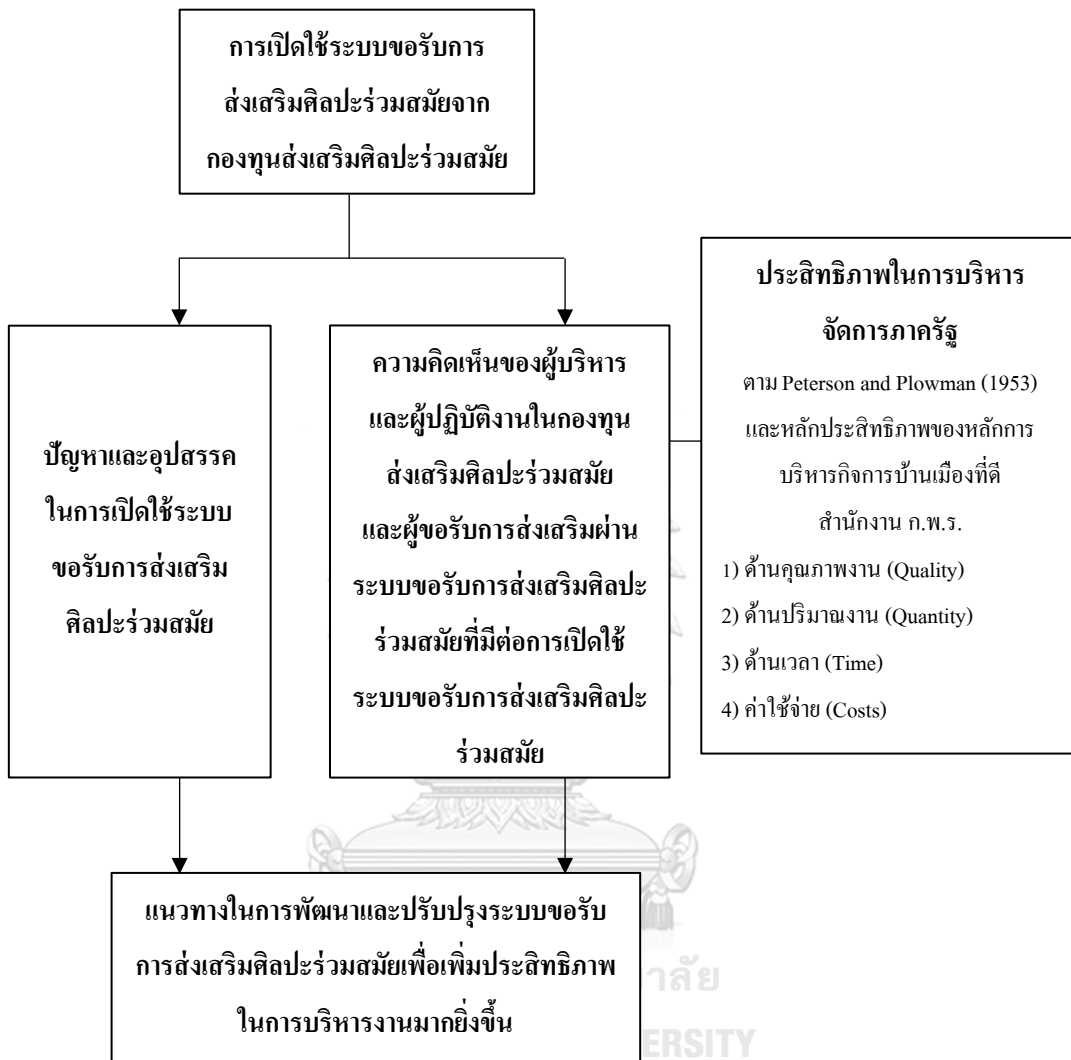 การเปิดใช้ระบบขอรับการ
ส่งเสริมศิลปะร่วมสมัยจาก
กองทุนส่งเสริมศิลปะร่วมสมัย
ปัญหาและอุปสรรค
ในการเปิดใช้ระบบ
ขอรับการส่งเสริม
ศิลปะร่วมสมัย
ความคิดเห็นของผู้บริหาร
และผู้ปฏิบัติงานในกองทุน
ส่งเสริมศิลปะร่วมสมัย
และผู้ขอรับการส่งเสริมผ่าน
ระบบขอรับการส่งเสริมศิลปะ
ร่วมสมัยที่มีต่อการเปิดใช้
ระบบขอรับการส่งเสริมศิลปะ
ร่วมสมัย
ประสิทธิภาพในการบริหาร
จัดการภาครัฐ
ตาม Peterson and Plowman (1953)
และหลักประสิทธิภาพของหลักการ
บริหารกิจการบ้านเมืองที่ดี
สำนักงาน ก.พ.ร.
1) ด้านคุณภาพงาน (Quality)
2) ด้านปริมาณงาน (Quantity)
3) ด้านเวลา (Time)
4) ค่าใช้จ่าย (Costs)
แนวทางในการพัฒนาและปรับปรุงระบบขอรับ
การส่งเสริมศิลปะร่วมสมัยเพื่อเพิ่มประสิทธิภาพ
ในการบริหารงานมากยิ่งขึ้น